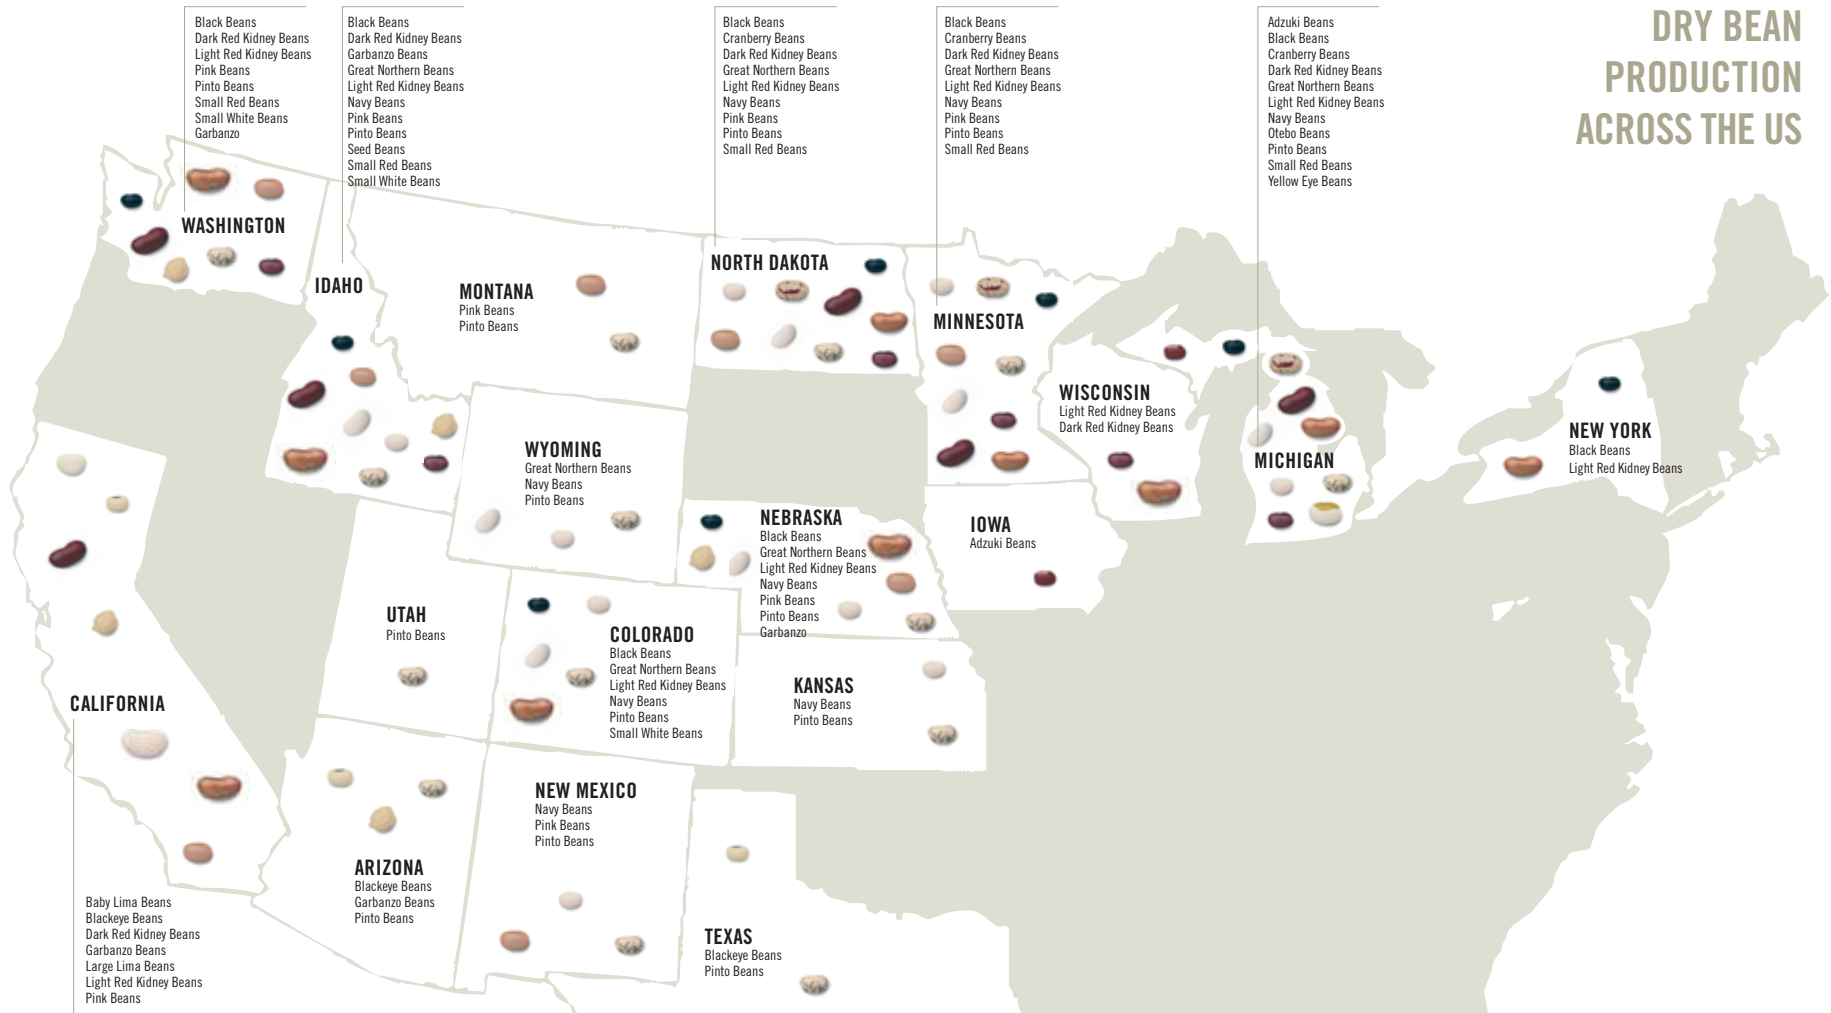 DRY BEAN
PRODUCTION
ACROSS THE US
Black Beans
Dark Red Kidney Beans
Light Red Kidney Beans
Pink Beans
Pinto Beans
Small Red Beans
Small White Beans
Garbanzo
WASHINGTON
Black Beans
Dark Red Kidney Beans
Garbanzo Beans
Great Northern Beans
Light Red Kidney Beans
Navy Beans
Pink Beans
Pinto Beans
Seed Beans
Small Red Beans
Small White Beans
IDAHO
MONTANA
Pink Beans
Pinto Beans
Black Beans
Cranberry Beans
Dark Red Kidney Beans
Great Northern Beans
Light Red Kidney Beans
Navy Beans
Pink Beans
Pinto Beans
Small Red Beans
NORTH DAKOTA
Black Beans
Cranberry Beans
Dark Red Kidney Beans
Great Northern Beans
Light Red Kidney Beans
Navy Beans
Pink Beans
Pinto Beans
Small Red Beans
MINNESOTA
Adzuki Beans
Black Beans
Cranberry Beans
Dark Red Kidney Beans
Great Northern Beans
Light Red Kidney Beans
Navy Beans
Otebo Beans
Pinto Beans
Small Red Beans
Yellow Eye Beans
MICHIGAN
WISCONSIN
Light Red Kidney Beans
Dark Red Kidney Beans
NEW YORK
Black Beans
Light Red Kidney Beans
WYOMING
Great Northern Beans
Navy Beans
Pinto Beans
NEBRASKA
Black Beans
Great Northern Beans
Light Red Kidney Beans
Navy Beans
Pink Beans
Pinto Beans
Garbanzo
IOWA
Adzuki Beans
UTAH
Pinto Beans
COLORADO
Black Beans
Great Northern Beans
Light Red Kidney Beans
Navy Beans
Pinto Beans
Small White Beans
KANSAS
Navy Beans
Pinto Beans
CALIFORNIA
Baby Lima Beans
Blackeye Beans
Dark Red Kidney Beans
Garbanzo Beans
Large Lima Beans
Light Red Kidney Beans
Pink Beans
ARIZONA
Blackeye Beans
Garbanzo Beans
Pinto Beans
NEW MEXICO
Navy Beans
Pink Beans
Pinto Beans
TEXAS
Blackeye Beans
Pinto Beans